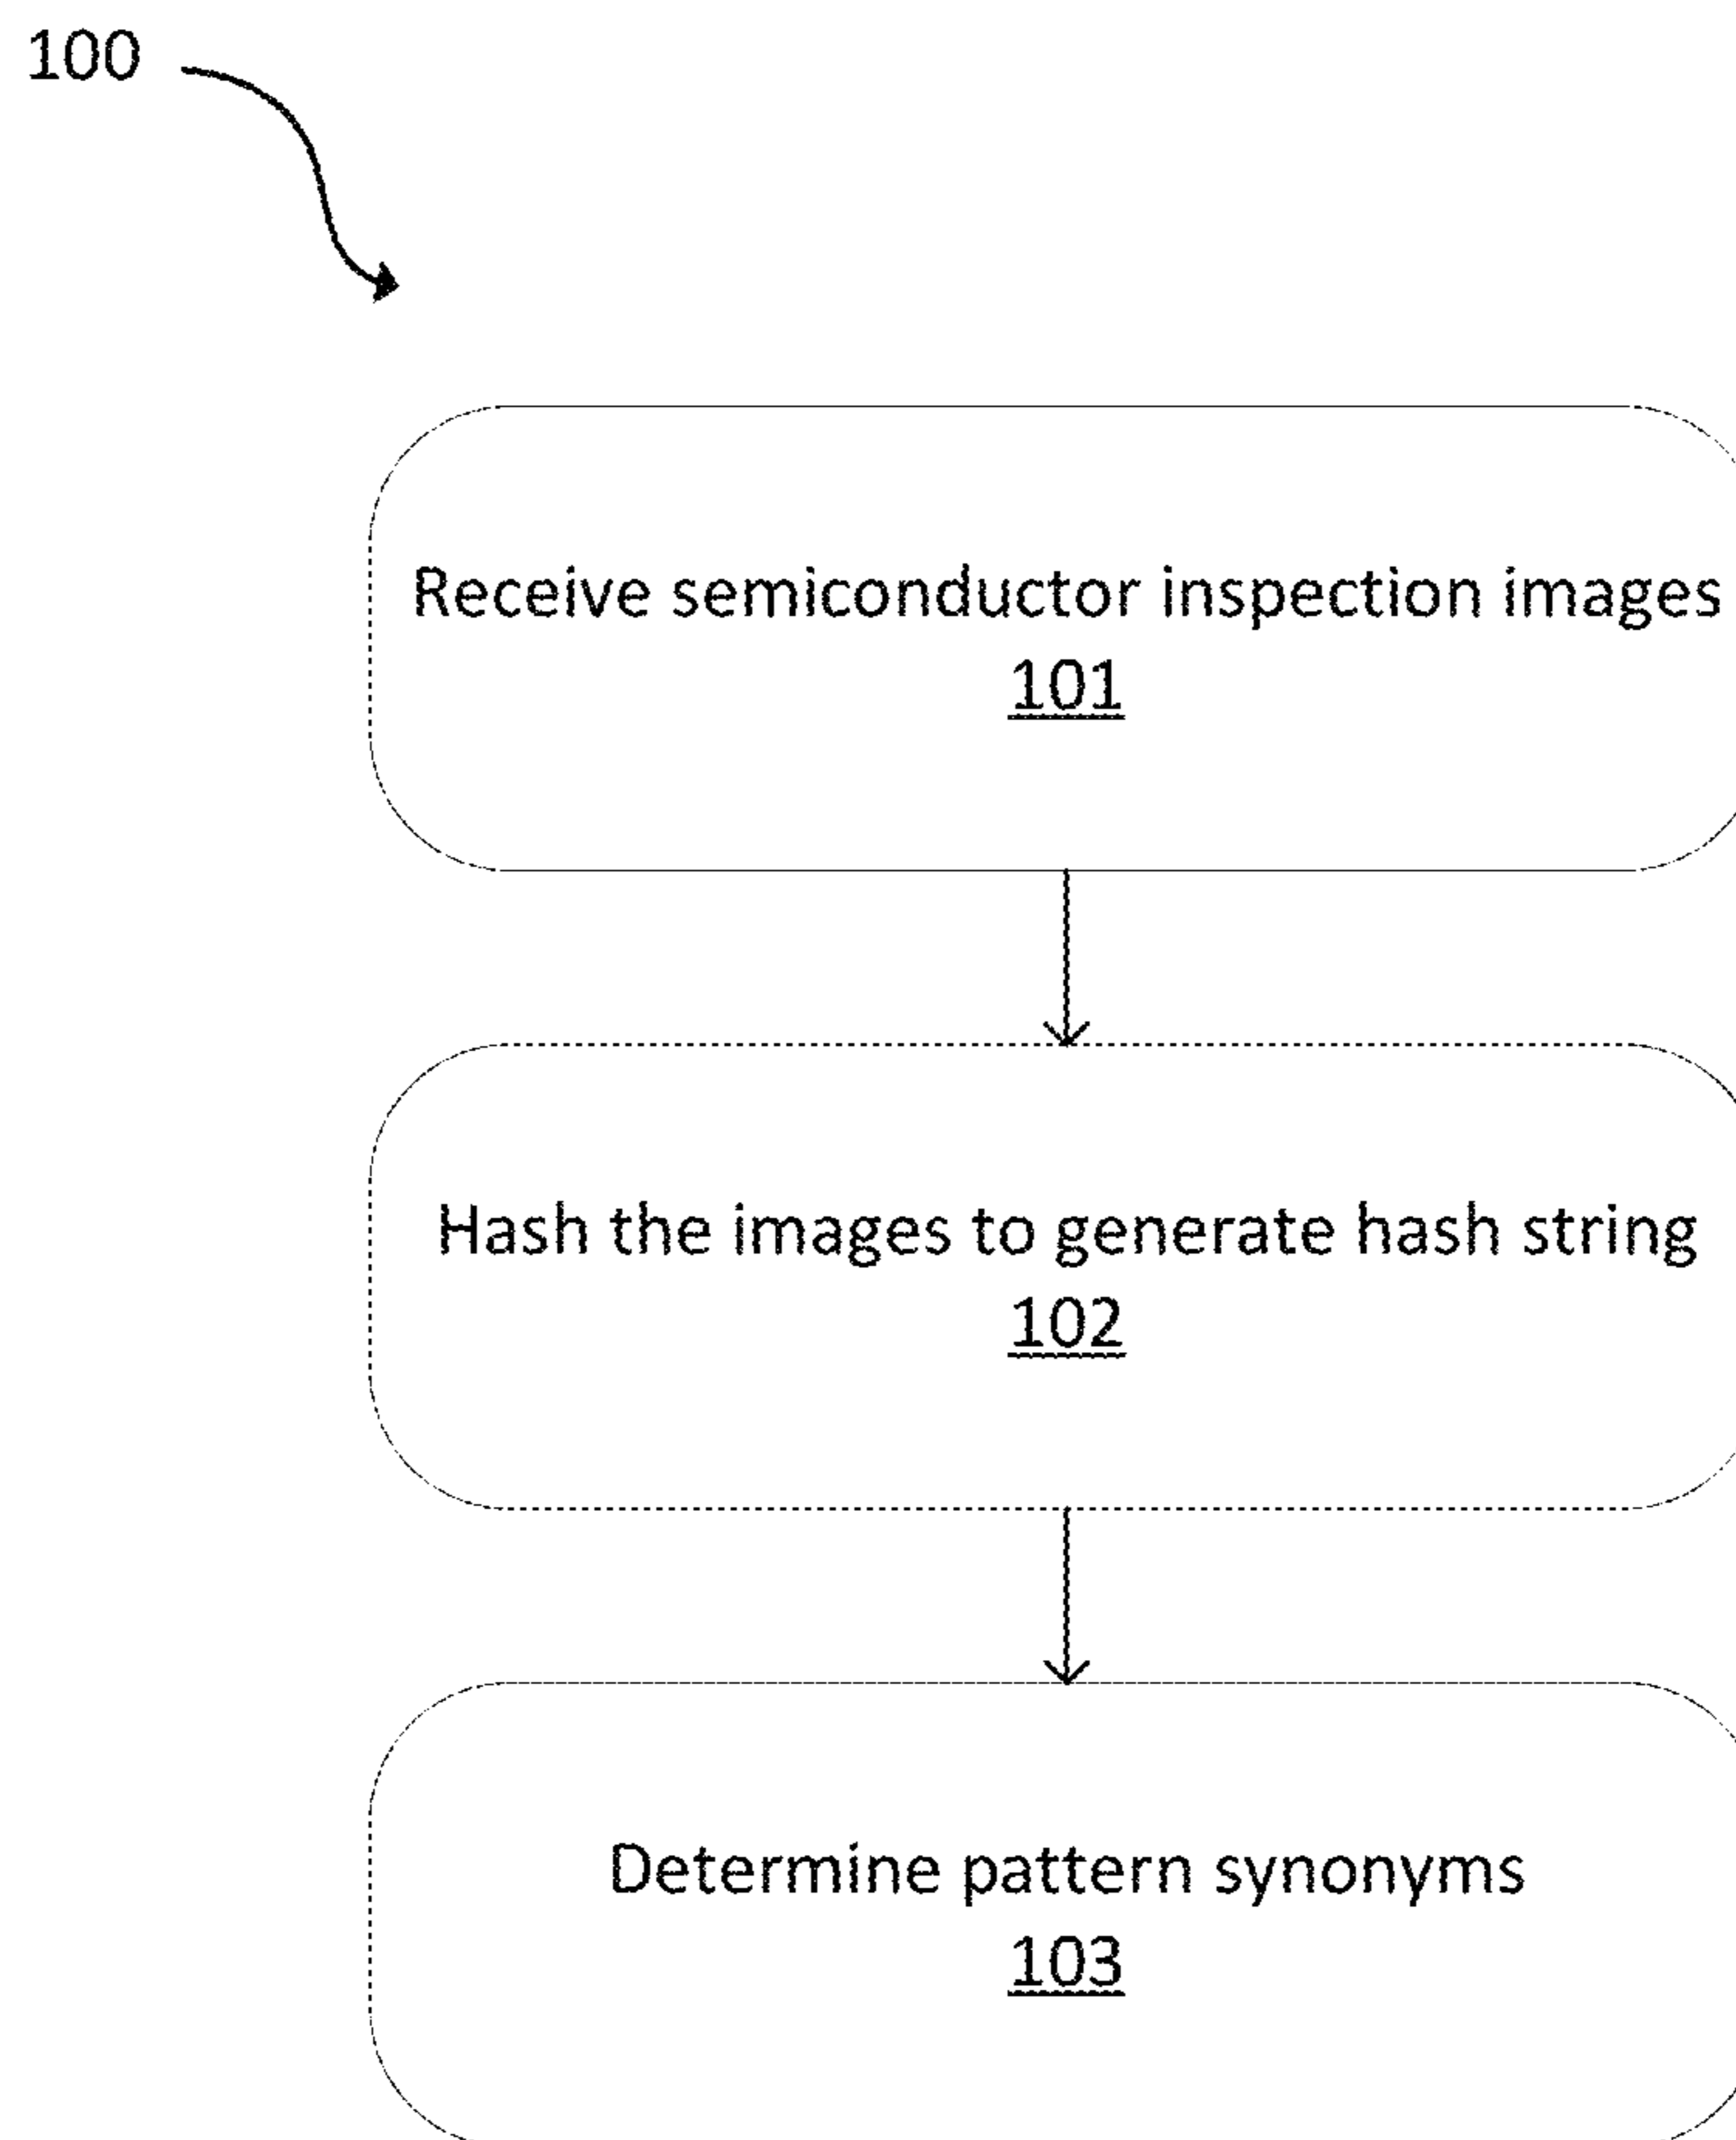 100
Receive semiconductor inspection images
101
Hash the images to generate hash string
102
Determine pattern synonyms
103